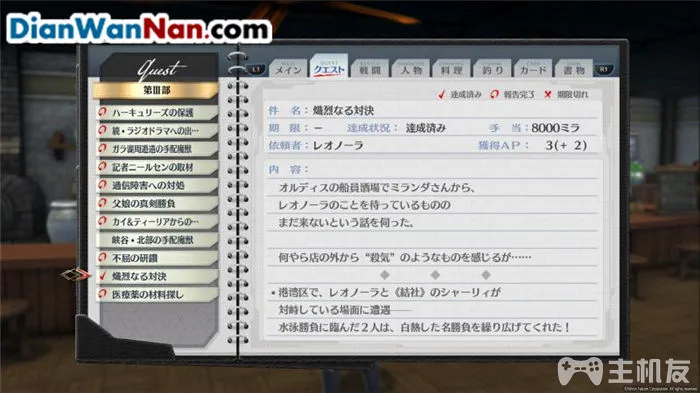 DianWanNan.com
quest
第III部
ハーキュリーズの保護
続・ラジオドラマへの出…
ガラ湖周遊道の手配魔獣
記者ニールセンの取材
通信障害への対処
父娘の真剣勝負
カイ&ティーリアからの…
峡谷・北部の手配魔獣
不屈の研鑽
熾烈なる対決
医療薬の材料探し
L1 メイン クエスト 戦闘 人物 料理 釣り カード 書物 R1
達成済み 報告完了 期限切れ
件 名: 熾烈なる対決
期 限: − 達成状況: 達成済み 手 当: 8000ミラ
依頼者: レオノーラ 獲得AP: 3(+ 2)
内 容:
オルディスの船員酒場でミランダさんから、
レオノーラのことを待っているものの
まだ来ないという話を伺った。
何やら店の外から“殺気”のようなものを感じるが……
・港湾区で、レオノーラと《結社》のシャーリィが
対峙している場面に遭遇――
水泳勝負に臨んだ2人は、白熱した名勝負を繰り広げてくれた!
主机友